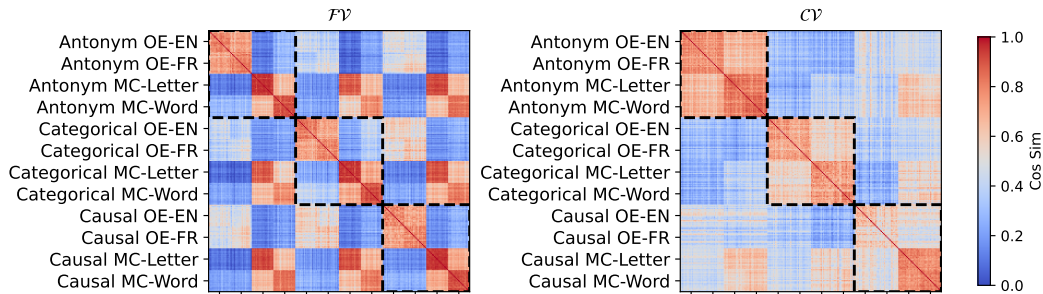 𝓕𝓥
Antonym OE-EN
Antonym OE-FR
Antonym MC-Letter
Antonym MC-Word
Categorical OE-EN
Categorical OE-FR
Categorical MC-Letter
Categorical MC-Word
Causal OE-EN
Causal OE-FR
Causal MC-Letter
Causal MC-Word
𝓒𝓥
Antonym OE-EN
Antonym OE-FR
Antonym MC-Letter
Antonym MC-Word
Categorical OE-EN
Categorical OE-FR
Categorical MC-Letter
Categorical MC-Word
Causal OE-EN
Causal OE-FR
Causal MC-Letter
Causal MC-Word
1.0
0.8
0.6
0.4
0.2
0.0
Cos Sim